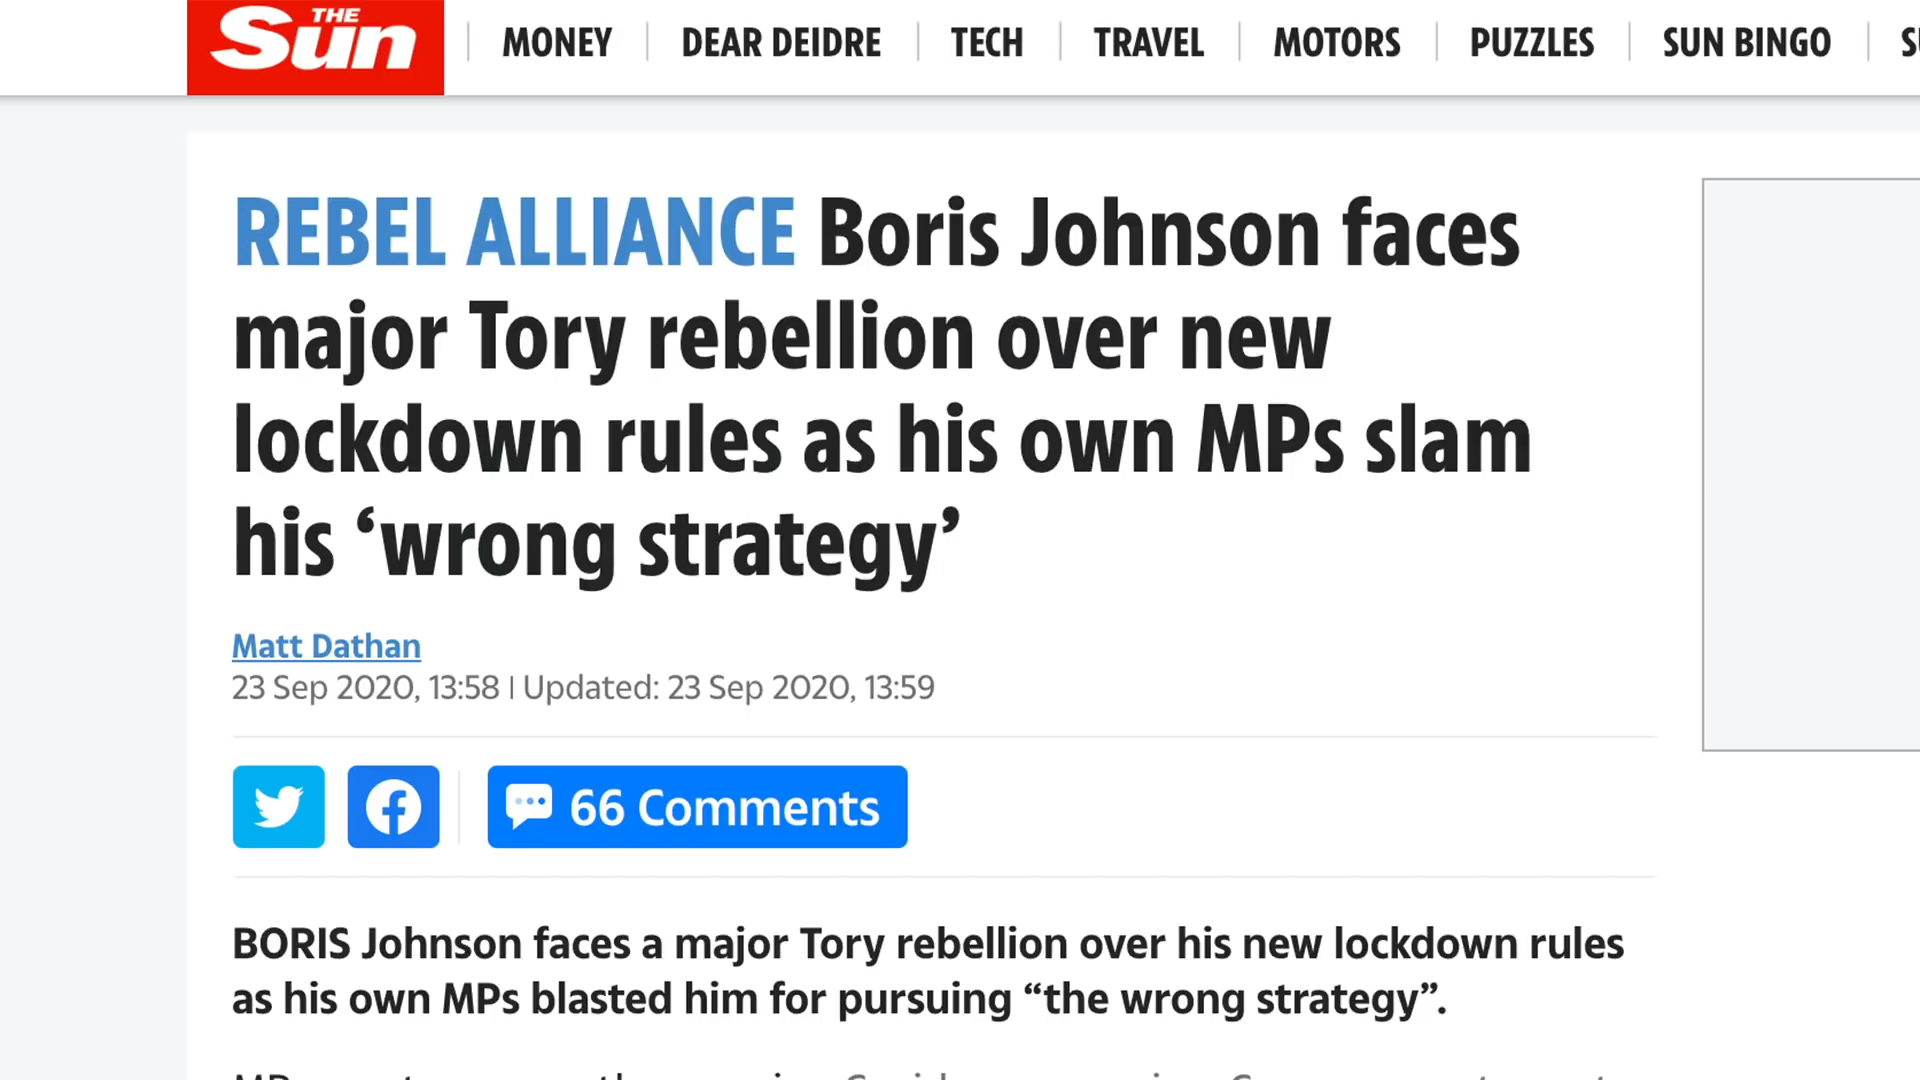 THE
Sun
MONEY DEAR DEIDRE TECH TRAVEL MOTORS PUZZLES SUN BINGO
REBEL ALLIANCE Boris Johnson faces
major Tory rebellion over new
lockdown rules as his own MPs slam
his ‘wrong strategy’
Matt Dathan
23 Sep 2020, 13:58 | Updated: 23 Sep 2020, 13:59
66 Comments
BORIS Johnson faces a major Tory rebellion over his new lockdown rules
as his own MPs blasted him for pursuing “the wrong strategy”.